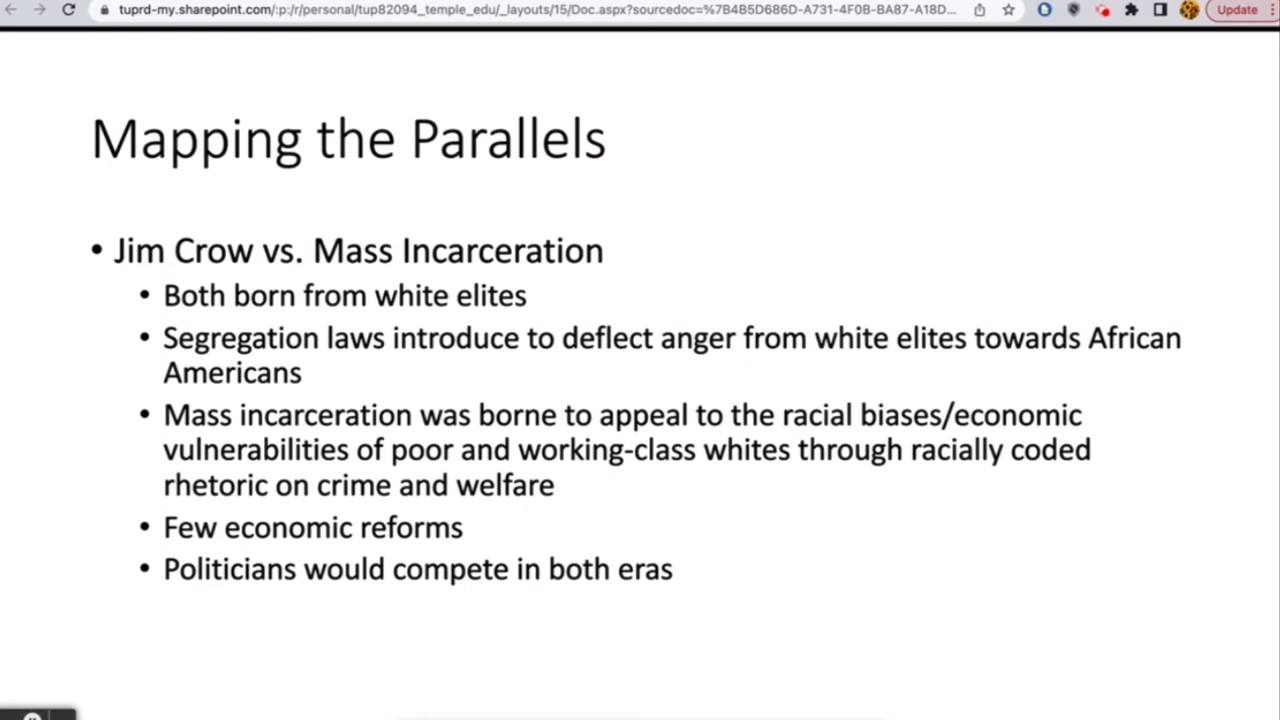 tuprd-my.sharepoint.com/:p:/r/personal/tup82094_temple_edu/_layouts/15/Doc.aspx?sourcedoc=%7B4B5D686D-A731-4F0B-BA87-A18D...
Update
Mapping the Parallels
• Jim Crow vs. Mass Incarceration
• Both born from white elites
• Segregation laws introduce to deflect anger from white elites towards African
Americans
• Mass incarceration was borne to appeal to the racial biases/economic
vulnerabilities of poor and working-class whites through racially coded
rhetoric on crime and welfare
• Few economic reforms
• Politicians would compete in both eras